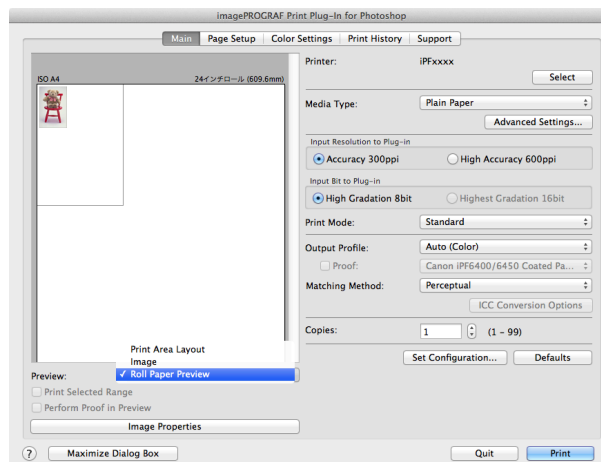 imagePROGRAF Print Plug-In for Photoshop
Main Page Setup Color Settings Print History Support
ISO A4 24インチロール (609.6mm)
Printer: iPFxxxx
Select
Media Type: Plain Paper
Advanced Settings...
Input Resolution to Plug-in
Accuracy 300ppi High Accuracy 600ppi
Input Bit to Plug-in
High Gradation 8bit Highest Gradation 16bit
Print Mode: Standard
Output Profile: Auto (Color)
Proof: Canon iPF6400/6450 Coated Pa...
Matching Method: Perceptual
ICC Conversion Options
Copies: 1 (1 – 99)
Set Configuration... Defaults
Print Area Layout
Image
Preview: ✓ Roll Paper Preview
Print Selected Range
Perform Proof in Preview
Image Properties
? Maximize Dialog Box Quit Print